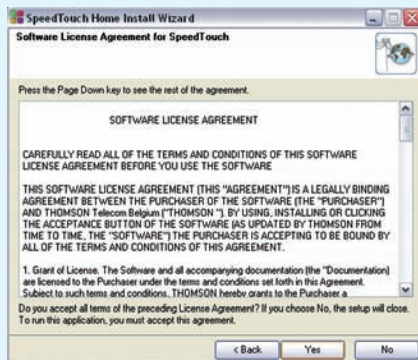 SpeedTouch Home Install Wizard
Software License Agreement for SpeedTouch
Press the Page Down key to see the rest of the agreement.
SOFTWARE LICENSE AGREEMENT
CAREFULLY READ ALL OF THE TERMS AND CONDITIONS OF THIS SOFTWARE
LICENSE AGREEMENT BEFORE YOU USE THE SOFTWARE
THIS SOFTWARE LICENSE AGREEMENT (THIS "AGREEMENT") IS A LEGALLY BINDING
AGREEMENT BETWEEN THE PURCHASER OF THE SOFTWARE (THE "PURCHASER")
AND THOMSON Telecom Belgium ("THOMSON "). BY USING, INSTALLING OR CLICKING
THE ACCEPTANCE BUTTON OF THE SOFTWARE (AS UPDATED BY THOMSON FROM
TIME TO TIME, THE "SOFTWARE") THE PURCHASER IS ACCEPTING TO BE BOUND BY
ALL OF THE TERMS AND CONDITIONS OF THIS AGREEMENT.
1. Grant of License. The Software and all accompanying documentation (the "Documentation)
are licensed to the Purchaser under the terms and conditions set forth in this Agreement.
Subject to such terms and conditions, THOMSON hereby grants to the Purchaser a
Do you accept all terms of the preceding License Agreement? If you choose No, the setup will close.
To run this application, you must accept this agreement.
< Back Yes No